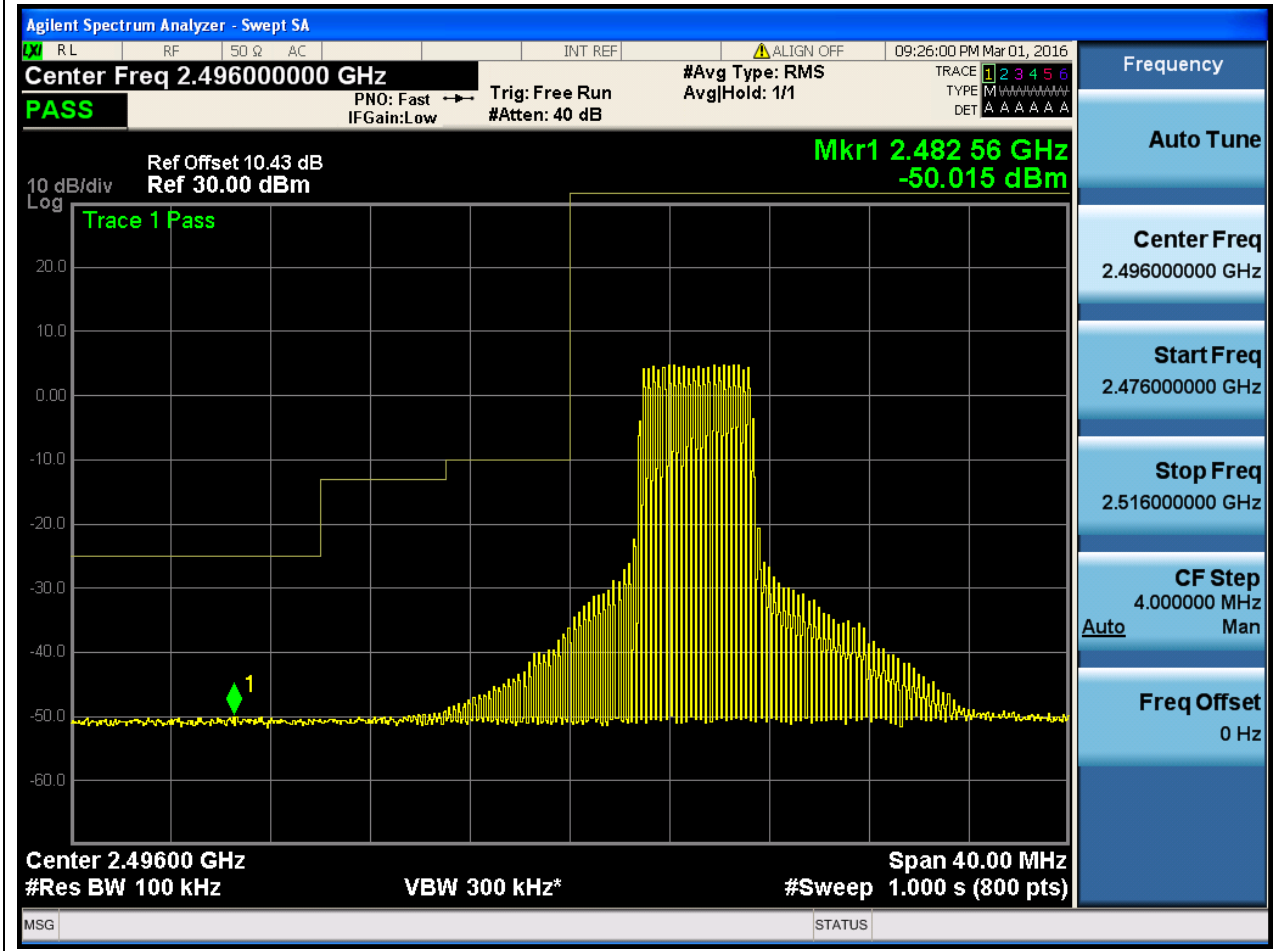 Agilent Spectrum Analyzer - Swept SA
LXI RL RF 50 Ω AC INT REF ALIGN OFF 09:26:00 PM Mar 01, 2016
Center Freq 2.496000000 GHz
PASS
PNO: Fast
IFGain:Low
Trig: Free Run
#Atten: 40 dB
#Avg Type: RMS
Avg|Hold: 1/1
TRACE 1 2 3 4 5 6
TYPE M
DET A A A A A A
Mkr1 2.482 56 GHz
-50.015 dBm
Ref Offset 10.43 dB
10 dB/div Ref 30.00 dBm
Log
Trace 1 Pass
20.0
10.0
0.00
-10.0
-20.0
-30.0
-40.0
-50.0
-60.0
1
Center 2.49600 GHz Span 40.00 MHz
#Res BW 100 kHz VBW 300 kHz* #Sweep 1.000 s (800 pts)
MSG STATUS
Frequency
Auto Tune
Center Freq
2.496000000 GHz
Start Freq
2.476000000 GHz
Stop Freq
2.516000000 GHz
CF Step
4.000000 MHz
Auto Man
Freq Offset
0 Hz